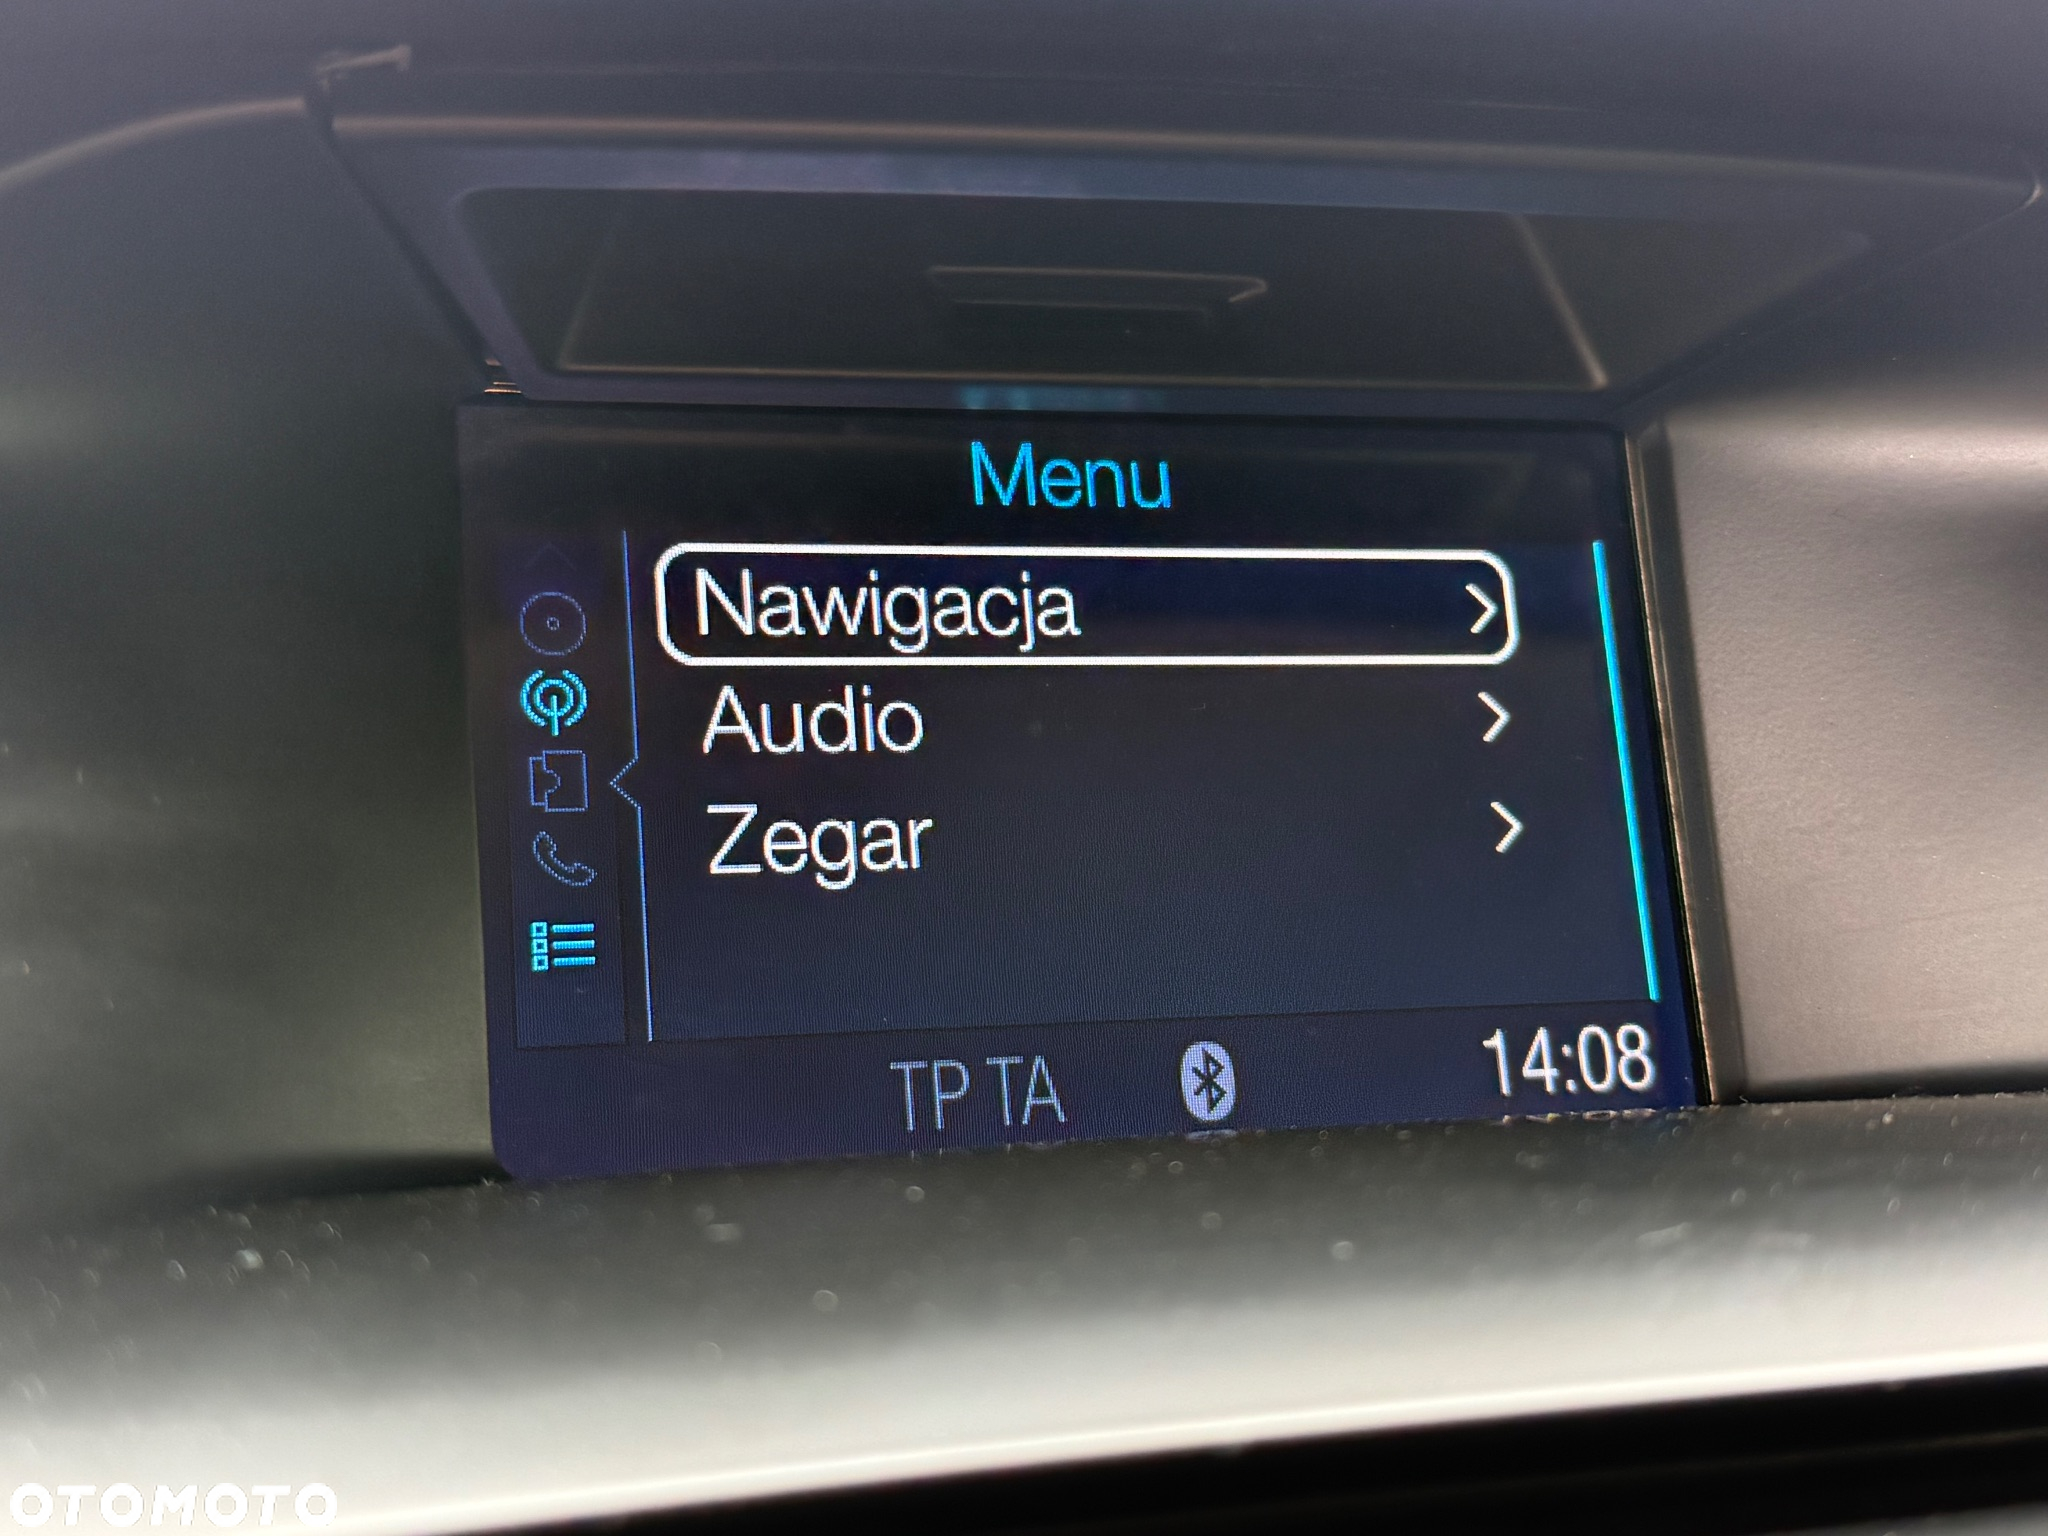 Menu
Nawigacja
Audio
Zegar
TP TA
14:08
OTOMOTO